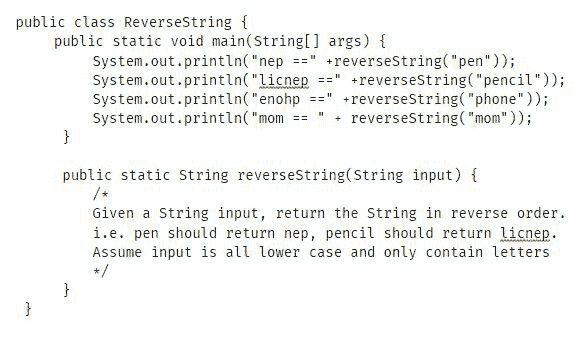 public class ReverseString {
public static void main(String[] args) {
System.out.println("nep ==" +reverseString("pen"));
System.out.println("licnep ==" +reverseString("pencil"));
System.out.println("enohp ==" +reverseString("phone"));
System.out.println("mom == " + reverseString("mom"));
}
public static String reverseString(String input) {
/*
Given a String input, return the String in reverse order.
i.e. pen should return nep, pencil should return licnep.
Assume input is all lower case and only contain letters
*/
}
}